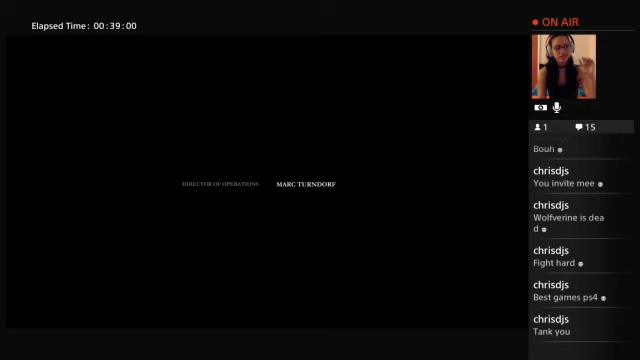 Elapsed Time: 00:39:00
ON AIR
1 15
Bouh
DIRECTOR OF OPERATIONS MARC TURNDORF
chrisdjs
You invite mee
chrisdjs
Wolfverine is dea
d
chrisdjs
Fight hard
chrisdjs
Best games ps4
chrisdjs
Tank you